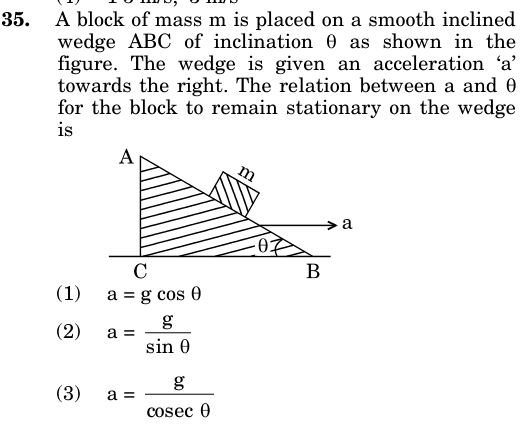 35. A block of mass m is placed on a smooth inclined
wedge ABC of inclination θ as shown in the
figure. The wedge is given an acceleration ‘a’
towards the right. The relation between a and θ
for the block to remain stationary on the wedge
is
A
m
a
θ
C B
(1) a = g cos θ
(2) a = g / sin θ
(3) a = g / cosec θ